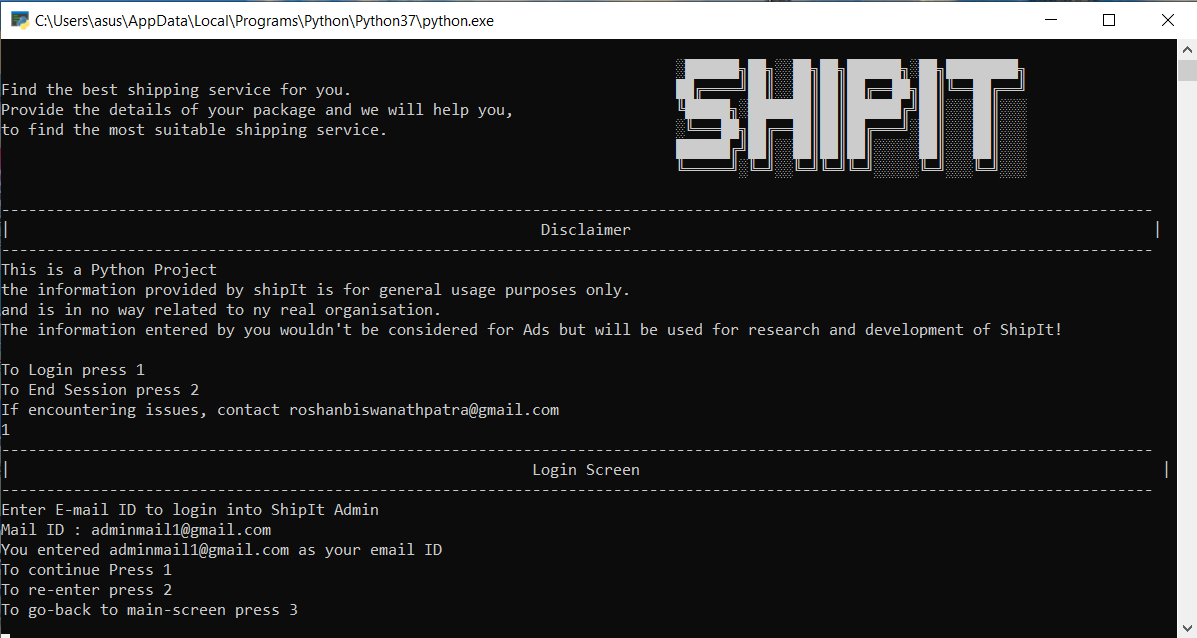 C:\Users\asus\AppData\Local\Programs\Python\Python37\python.exe
SHIPIT
Find the best shipping service for you.
Provide the details of your package and we will help you,
to find the most suitable shipping service.
--------------------------------------------------------------------------------------------------------------------------------
| Disclaimer |
--------------------------------------------------------------------------------------------------------------------------------
This is a Python Project
the information provided by shipIt is for general usage purposes only.
and is in no way related to ny real organisation.
The information entered by you wouldn't be considered for Ads but will be used for research and development of ShipIt!
To Login press 1
To End Session press 2
If encountering issues, contact roshanbiswanathpatra@gmail.com
1
--------------------------------------------------------------------------------------------------------------------------------
| Login Screen |
--------------------------------------------------------------------------------------------------------------------------------
Enter E-mail ID to login into ShipIt Admin
Mail ID : adminmail1@gmail.com
You entered adminmail1@gmail.com as your email ID
To continue Press 1
To re-enter press 2
To go-back to main-screen press 3